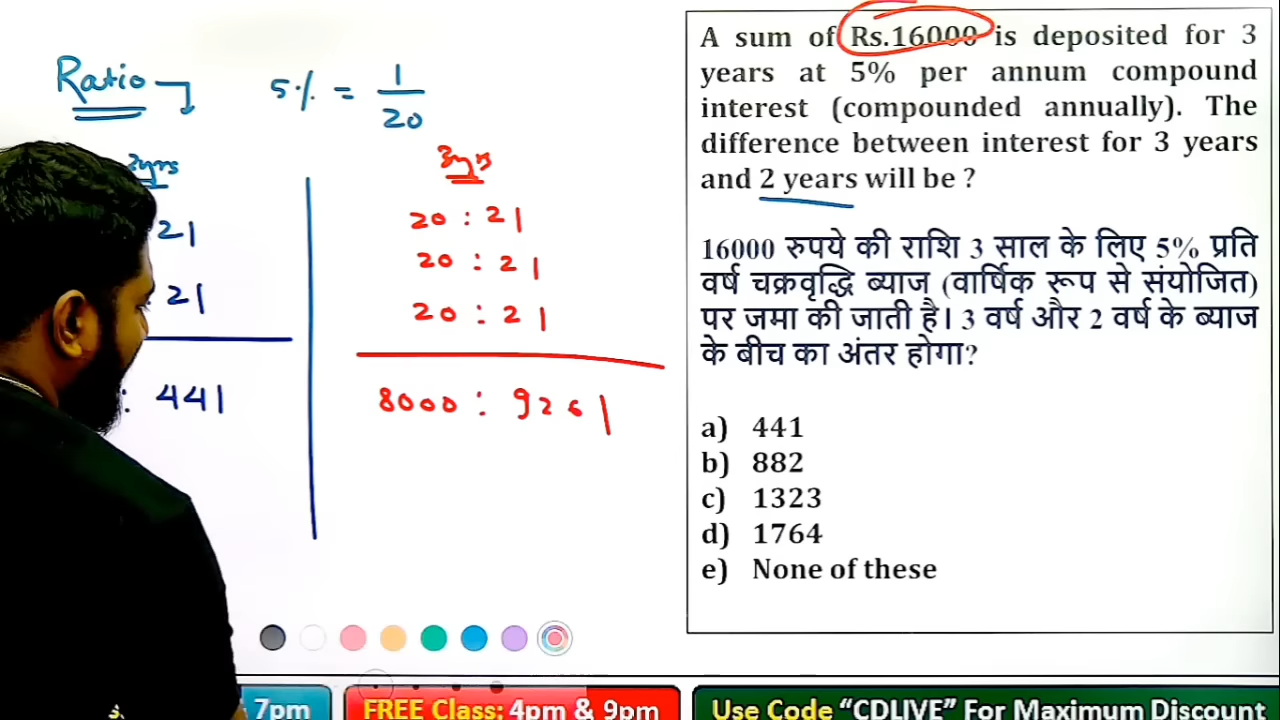 Ratio 5% = 1/20
2yrs
21
21
: 441
3yrs
20 : 21
20 : 21
20 : 21
8000 : 9261
A sum of Rs.16000 is deposited for 3
years at 5% per annum compound
interest (compounded annually). The
difference between interest for 3 years
and 2 years will be ?
16000 रुपये की राशि 3 साल के लिए 5% प्रति
वर्ष चक्रवृद्धि ब्याज (वार्षिक रूप से संयोजित)
पर जमा की जाती है। 3 वर्ष और 2 वर्ष के ब्याज
के बीच का अंतर होगा?
a) 441
b) 882
c) 1323
d) 1764
e) None of these
7pm
FREE Class: 4pm & 9pm
Use Code “CDLIVE” For Maximum Discount